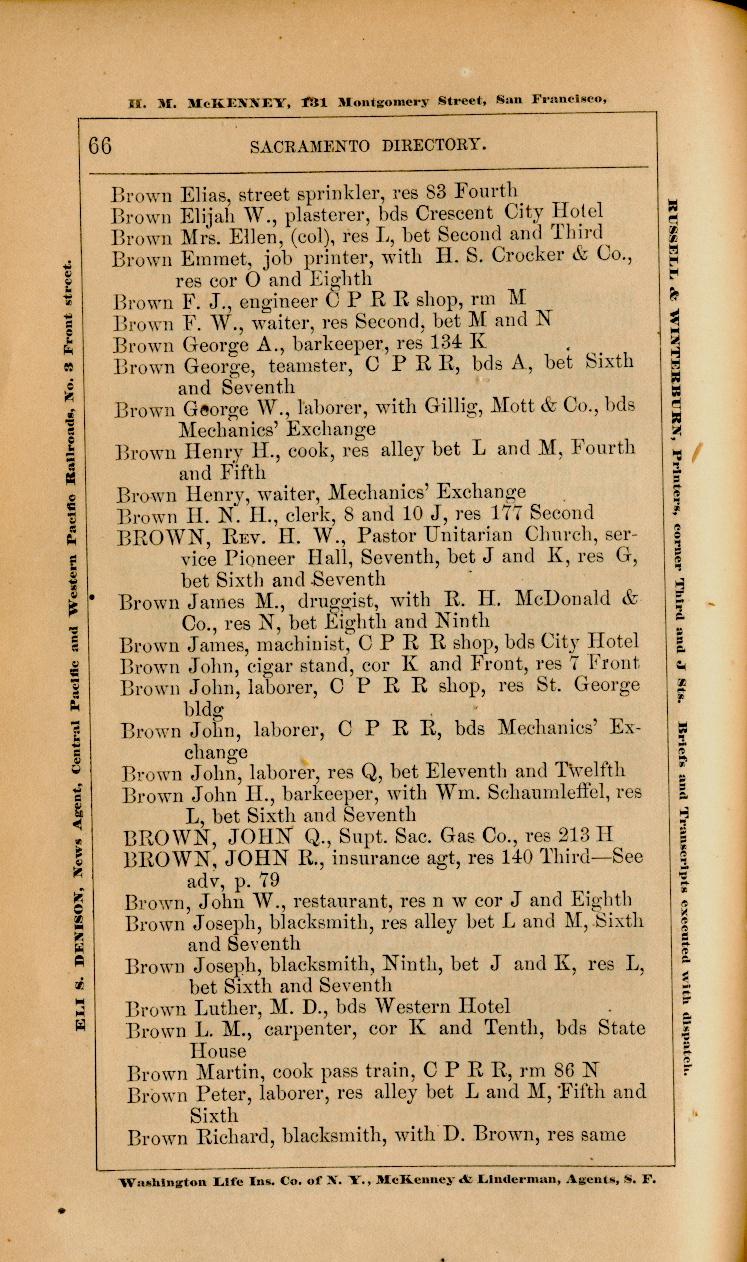 H. M. McKENNEY, 131 Montgomery Street, San Francisco,
66
SACRAMENTO DIRECTORY.
Brown Elias, street sprinkler, res 83 Fourth
Brown Elijah W., plasterer, bds Crescent City Hotel
Brown Mrs. Ellen, (col), res L, bet Second and Third
Brown Emmet, job printer, with H. S. Crocker & Co.,
res cor O and Eighth
Brown F. J., engineer C P R R shop, rm M
Brown F. W., waiter, res Second, bet M and N
Brown George A., barkeeper, res 134 K
Brown George, teamster, C P R R, bds A, bet Sixth
and Seventh
Brown George W., laborer, with Gillig, Mott & Co., bds
Mechanics' Exchange
Brown Henry H., cook, res alley bet L and M, Fourth
and Fifth
Brown Henry, waiter, Mechanics' Exchange
Brown H. N. H., clerk, 8 and 10 J, res 177 Second
BROWN, REV. H. W., Pastor Unitarian Church, ser-
vice Pioneer Hall, Seventh, bet J and K, res G,
bet Sixth and Seventh
Brown James M., druggist, with R. H. McDonald &
Co., res N, bet Eighth and Ninth
Brown James, machinist, C P R R shop, bds City Hotel
Brown John, cigar stand, cor K and Front, res 7 Front
Brown John, laborer, C P R R shop, res St. George
bldg
Brown John, laborer, C P R R, bds Mechanics' Ex-
change
Brown John, laborer, res Q, bet Eleventh and Twelfth
Brown John H., barkeeper, with Wm. Schaumleffel, res
L, bet Sixth and Seventh
BROWN, JOHN Q., Supt. Sac. Gas Co., res 213 H
BROWN, JOHN R., insurance agt, res 140 Third—See
adv, p. 79
Brown, John W., restaurant, res n w cor J and Eighth
Brown Joseph, blacksmith, res alley bet L and M, Sixth
and Seventh
Brown Joseph, blacksmith, Ninth, bet J and K, res L,
bet Sixth and Seventh
Brown Luther, M. D., bds Western Hotel
Brown L. M., carpenter, cor K and Tenth, bds State
House
Brown Martin, cook pass train, C P R R, rm 86 N
Brown Peter, laborer, res alley bet L and M, Fifth and
Sixth
Brown Richard, blacksmith, with D. Brown, res same
Washington Life Ins. Co. of N. Y., McKenney & Linderman, Agents, S. F.
ELI S. DENISON, News Agent, Central Pacific and Western Pacific Railroads, No. 3 Front street.
RUSSELL & WINTERBURN, Printers, corner Third and J Sts. Briefs and Transcripts executed with dispatch.